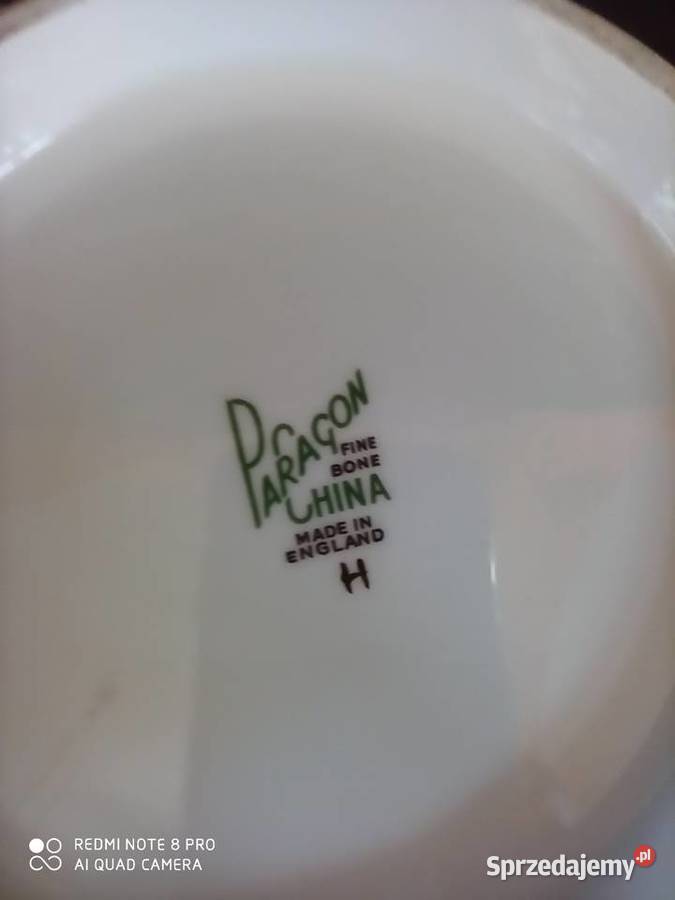 PARAGON
FINE
BONE
CHINA
MADE IN
ENGLAND
H
REDMI NOTE 8 PRO
AI QUAD CAMERA
Sprzedajemy.pl